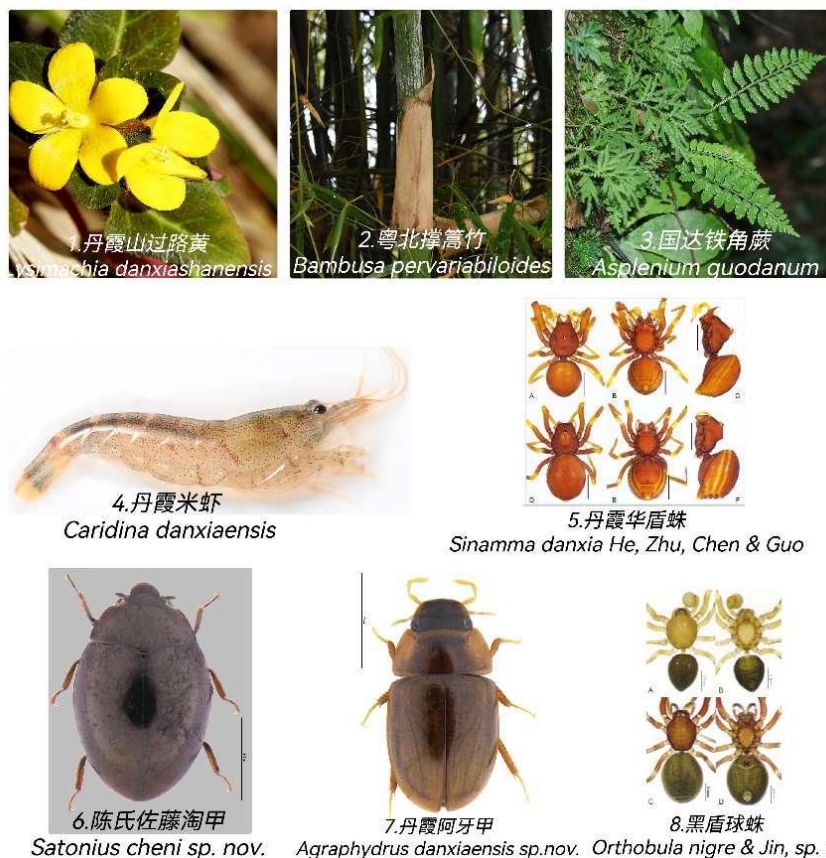 1.丹霞山过路黄
Lysimachia danxiashanensis
2.粤北撑篙竹
Bambusa pervariabiloides
3.国达铁角蕨
Asplenium quodanum
4.丹霞米虾
Caridina danxiaensis
A
B
C
D
E
F
5.丹霞华盾蛛
Sinamma danxia He, Zhu, Chen & Guo
6.陈氏佐藤淘甲
Satonius cheni sp. nov.
7.丹霞阿牙甲
Agraphydrus danxiaensis sp.nov.
A
B
C
D
8.黑盾球蛛
Orthobula nigre & Jin, sp.